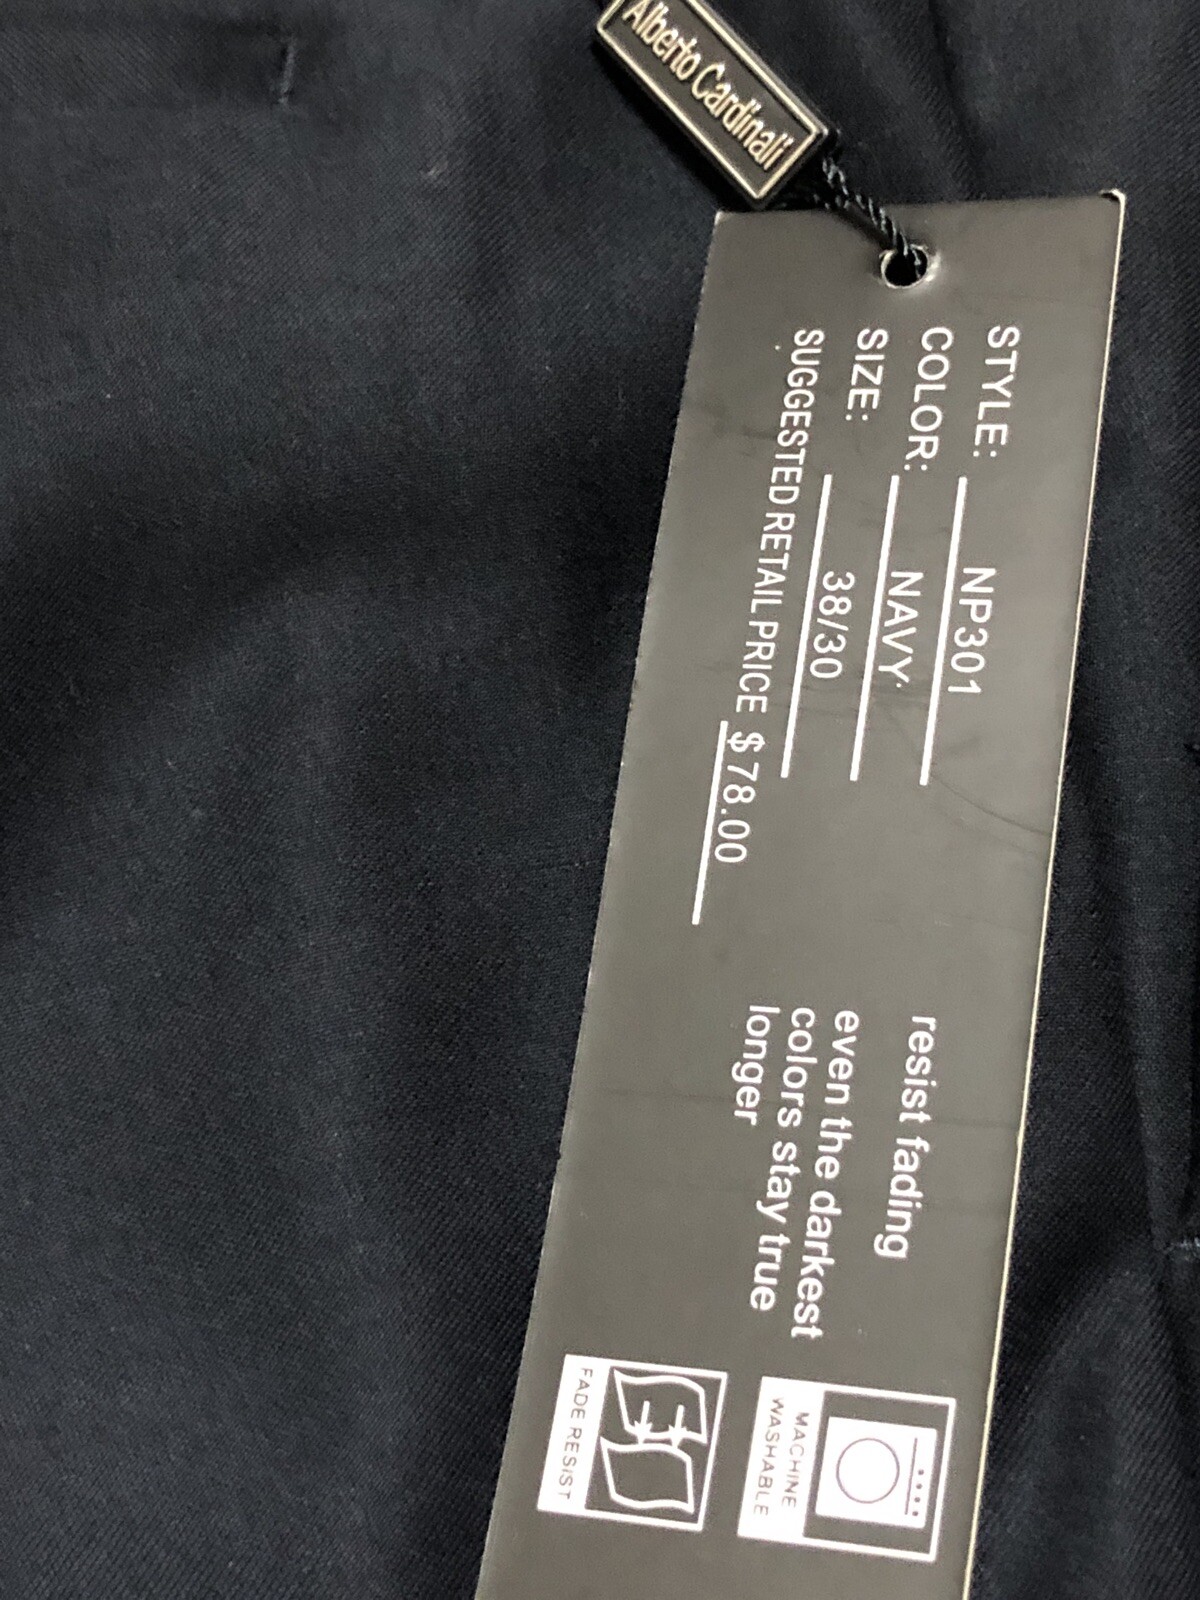 Alberto Cardinali
STYLE: NP301
COLOR: NAVY
SIZE: 38/30
SUGGESTED RETAIL PRICE $78.00
resist fading
even the darkest
colors stay true
longer
MACHINE
WASHABLE
FADE RESIST